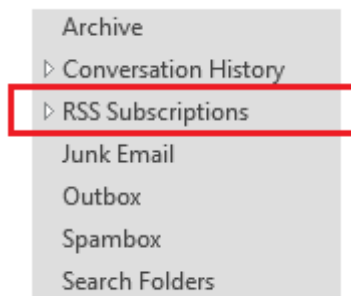 Archive
Conversation History
RSS Subscriptions
Junk Email
Outbox
Spambox
Search Folders